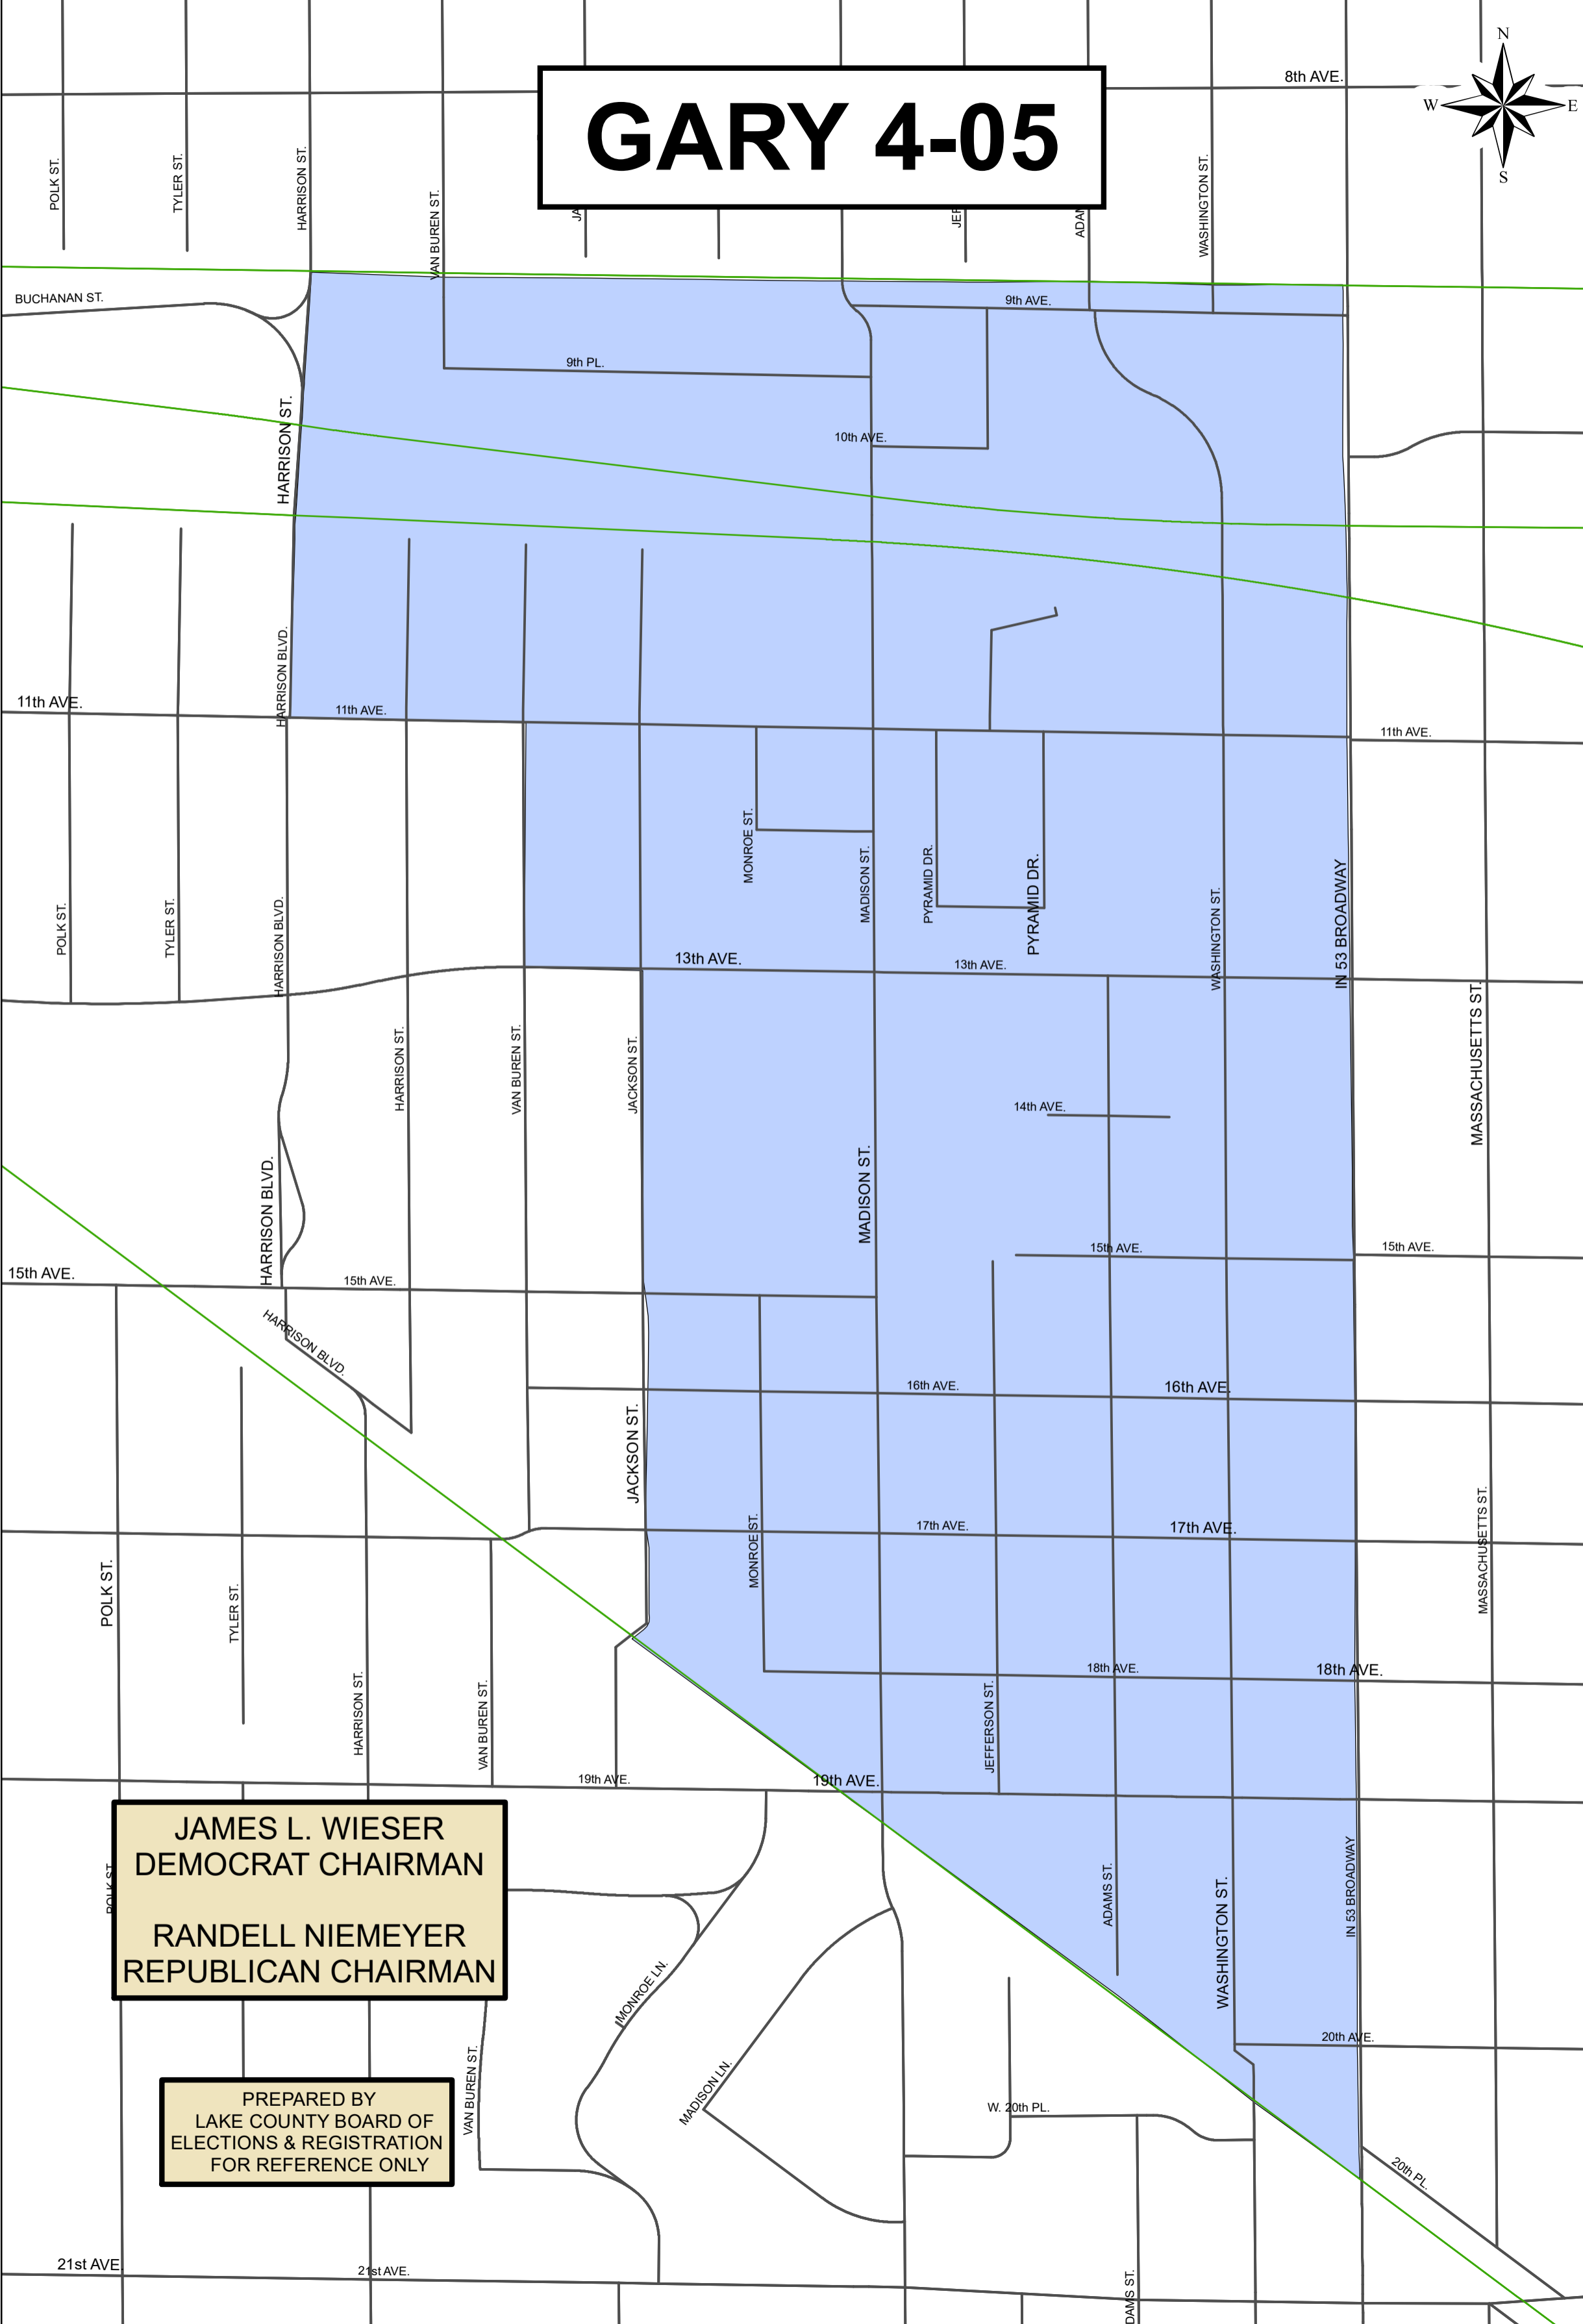 N
8th AVE.
W
E
GARY 4-05
S
POLK ST.
TYLER ST.
HARRISON ST.
VAN BUREN ST.
WASHINGTON ST.
BUCHANAN ST.
9th AVE.
9th PL.
HARRISON ST.
10th AVE.
HARRISON BLVD.
11th AVE.
11th AVE.
11th AVE.
MONROE ST.
MADISON ST.
PYRAMID DR.
PYRAMID DR.
WASHINGTON ST.
IN 53 BROADWAY
POLK ST.
TYLER ST.
HARRISON BLVD.
13th AVE.
13th AVE.
MASSACHUSETTS ST.
HARRISON ST.
VAN BUREN ST.
JACKSON ST.
14th AVE.
HARRISON BLVD.
MADISON ST.
15th AVE.
15th AVE.
15th AVE.
15th AVE.
HARRISON BLVD.
16th AVE.
16th AVE.
JACKSON ST.
17th AVE.
17th AVE.
MONROE ST.
MASSACHUSETTS ST.
POLK ST.
TYLER ST.
HARRISON ST.
VAN BUREN ST.
JEFFERSON ST.
18th AVE.
18th AVE.
19th AVE.
19th AVE.
JAMES L. WIESER
DEMOCRAT CHAIRMAN
RANDELL NIEMEYER
REPUBLICAN CHAIRMAN
POLK ST.
ADAMS ST.
WASHINGTON ST.
IN 53 BROADWAY
MONROE LN.
MADISON LN.
VAN BUREN ST.
20th AVE.
W. 20th PL.
20th PL.
PREPARED BY
LAKE COUNTY BOARD OF
ELECTIONS & REGISTRATION
FOR REFERENCE ONLY
21st AVE.
21st AVE.